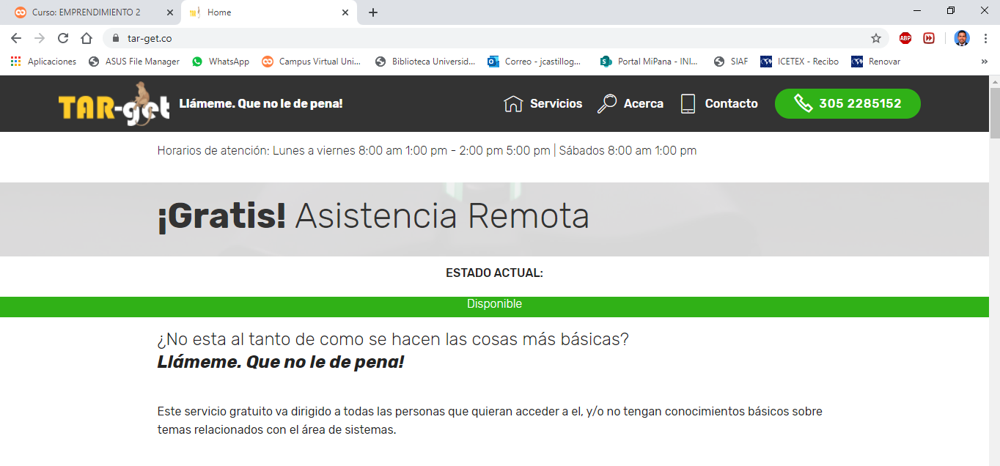 Curso: EMPRENDIMIENTO 2
Home
tar-get.co
ABP
Aplicaciones
ASUS File Manager
WhatsApp
Campus Virtual Uni...
Biblioteca Universid...
Correo - jcastillog...
Portal MiPana - INI...
SIAF
ICETEX - Recibo
Renovar
TAR-get
Llámeme. Que no le de pena!
Servicios
Acerca
Contacto
305 2285152
Horarios de atención: Lunes a viernes 8:00 am 1:00 pm - 2:00 pm 5:00 pm | Sábados 8:00 am 1:00 pm
¡Gratis! Asistencia Remota
ESTADO ACTUAL:
Disponible
¿No esta al tanto de como se hacen las cosas más básicas?
Llámeme. Que no le de pena!
Este servicio gratuito va dirigido a todas las personas que quieran acceder a el, y/o no tengan conocimientos básicos sobre
temas relacionados con el área de sistemas.